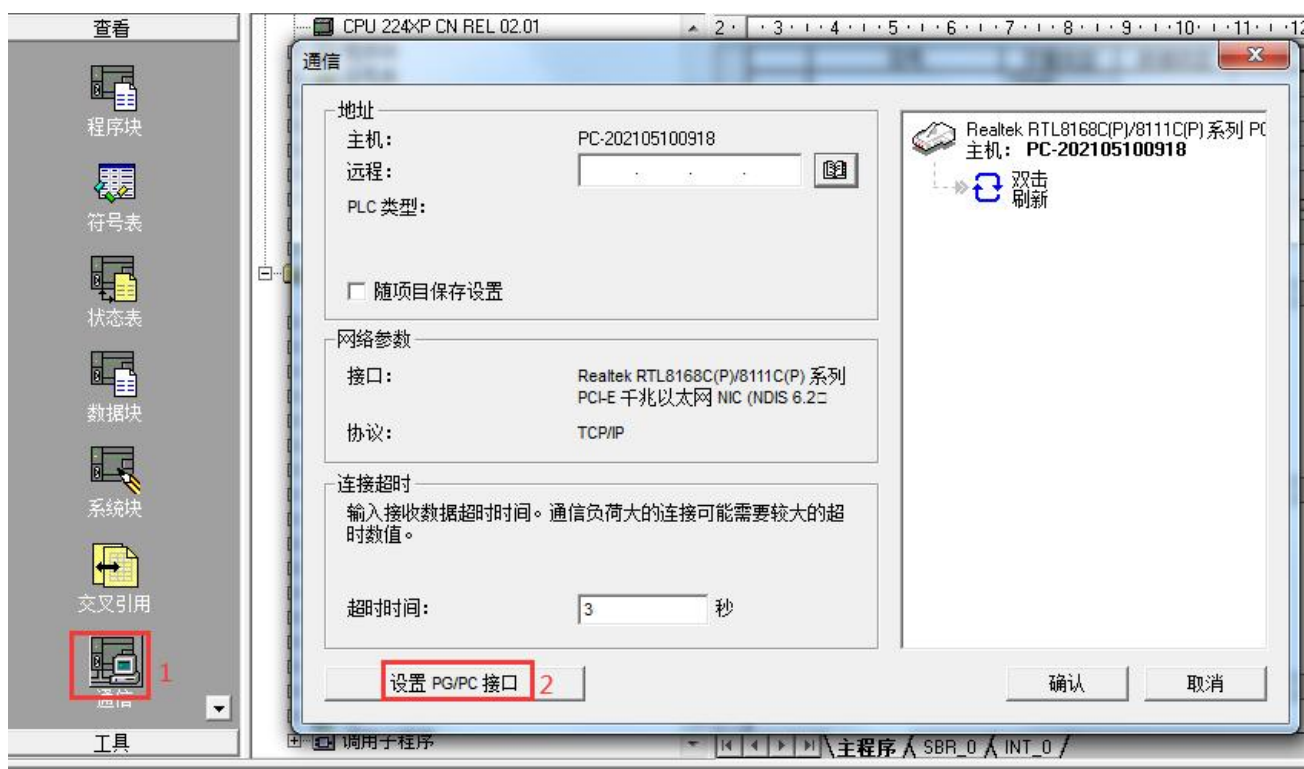 查看
程序块
符号表
状态表
数据块
系统块
交叉引用
通信
1
工具
CPU 224XP CN REL 02.01
2 · 3 · 4 · 5 · 6 · 7 · 8 · 9 · 10 · 11 · 12
通信
地址
主机：
PC-202105100918
远程：
PLC 类型：
随项目保存设置
网络参数
接口：
Realtek RTL8168C(P)/8111C(P) 系列
PCI-E 千兆以太网 NIC (NDIS 6.2
协议：
TCP/IP
连接超时
输入接收数据超时时间。通信负荷大的连接可能需要较大的超
时数值。
超时时间：
3
秒
设置 PG/PC 接口
2
Realtek RTL8168C(P)/8111C(P) 系列 PC
主机： PC-202105100918
双击
刷新
确认
取消
调用子程序
主程序 SBR_0 INT_0